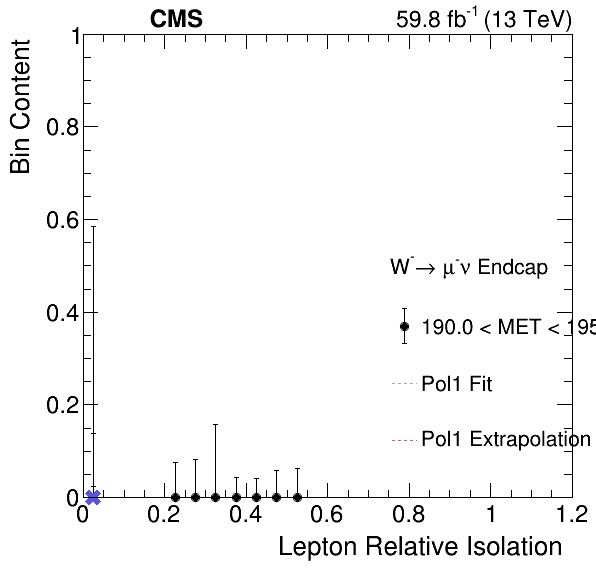 CMS
59.8 fb⁻¹ (13 TeV)
Bin Content
1
0.8
0.6
0.4
0.2
0
W⁻→ μ⁻ν Endcap
190.0 < MET < 195
Pol1 Fit
Pol1 Extrapolation
0 0.2 0.4 0.6 0.8 1 1.2
Lepton Relative Isolation